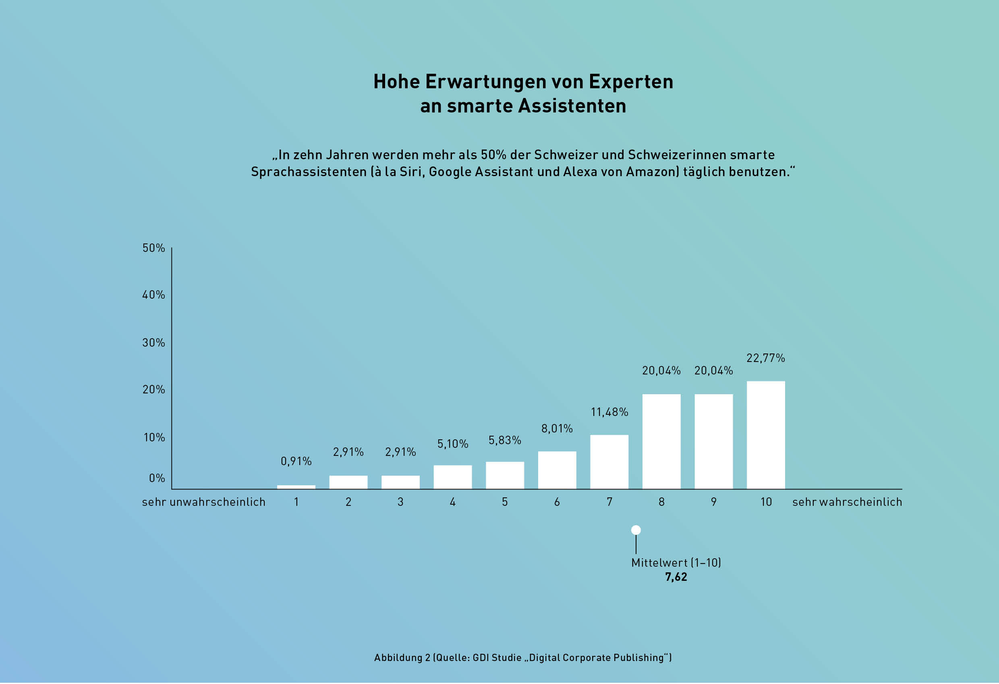 Hohe Erwartungen von Experten
an smarte Assistenten
„In zehn Jahren werden mehr als 50% der Schweizer und Schweizerinnen smarte
Sprachassistenten (à la Siri, Google Assistant und Alexa von Amazon) täglich benutzen.“
50%
40%
30%
20%
10%
0%
0,91%
2,91%
2,91%
5,10%
5,83%
8,01%
11,48%
20,04%
20,04%
22,77%
sehr unwahrscheinlich 1 2 3 4 5 6 7 8 9 10 sehr wahrscheinlich
Mittelwert (1–10)
7,62
Abbildung 2 (Quelle: GDI Studie „Digital Corporate Publishing“)